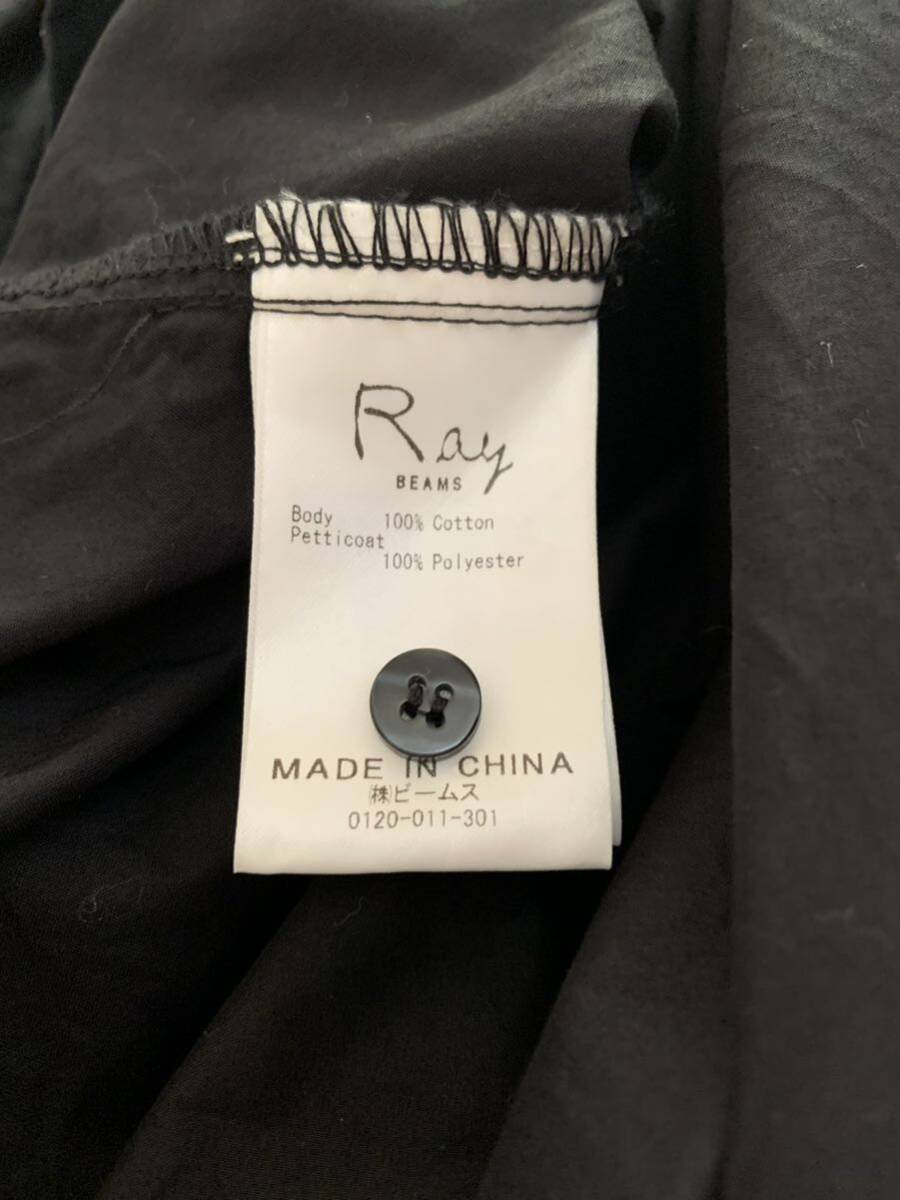 Ray
BEAMS
Body 100% Cotton
Petticoat
100% Polyester
MADE IN CHINA
㈱ビームス
0120-011-301